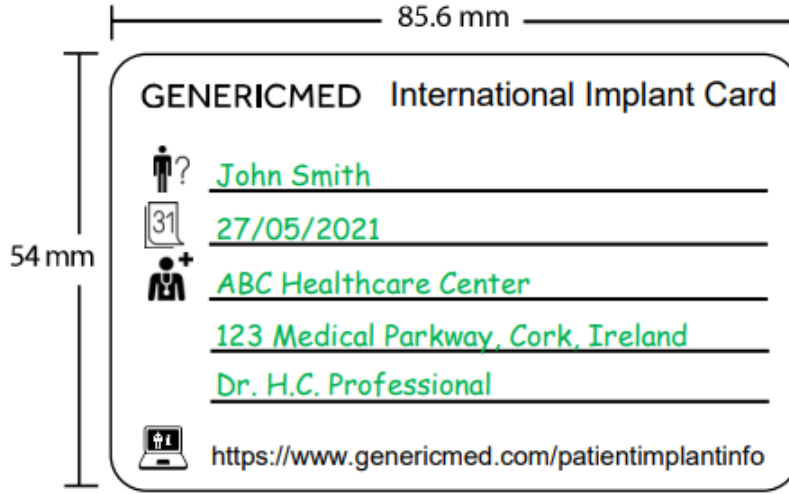 85.6 mm
GENERICMED International Implant Card
?
John Smith
31
27/05/2021
54 mm
ABC Healthcare Center
123 Medical Parkway, Cork, Ireland
Dr. H.C. Professional
i
https://www.genericmed.com/patientimplantinfo